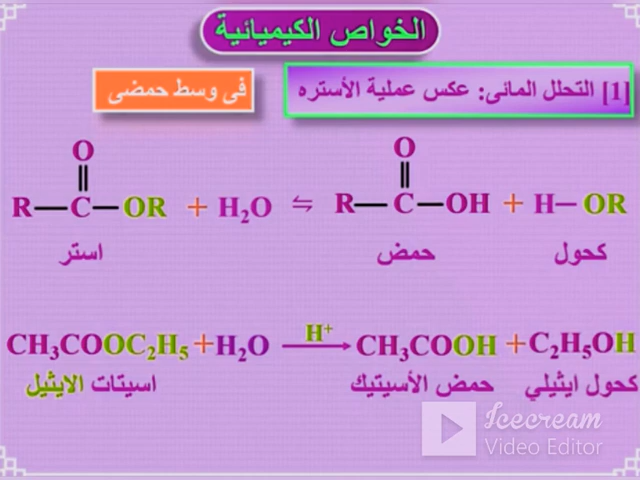 الخواص الكيميائية
[1] التحلل المائى: عكس عملية الأستره
فى وسط حمضى
O
O
R—C—OR + H₂O ⇋ R—C—OH + H—OR
استر حمض كحول
CH₃COOC₂H₅ + H₂O H⁺→ CH₃COOH + C₂H₅OH
اسيتات الايثيل حمض الأسيتيك كحول ايثيلي
Icecream
Video Editor